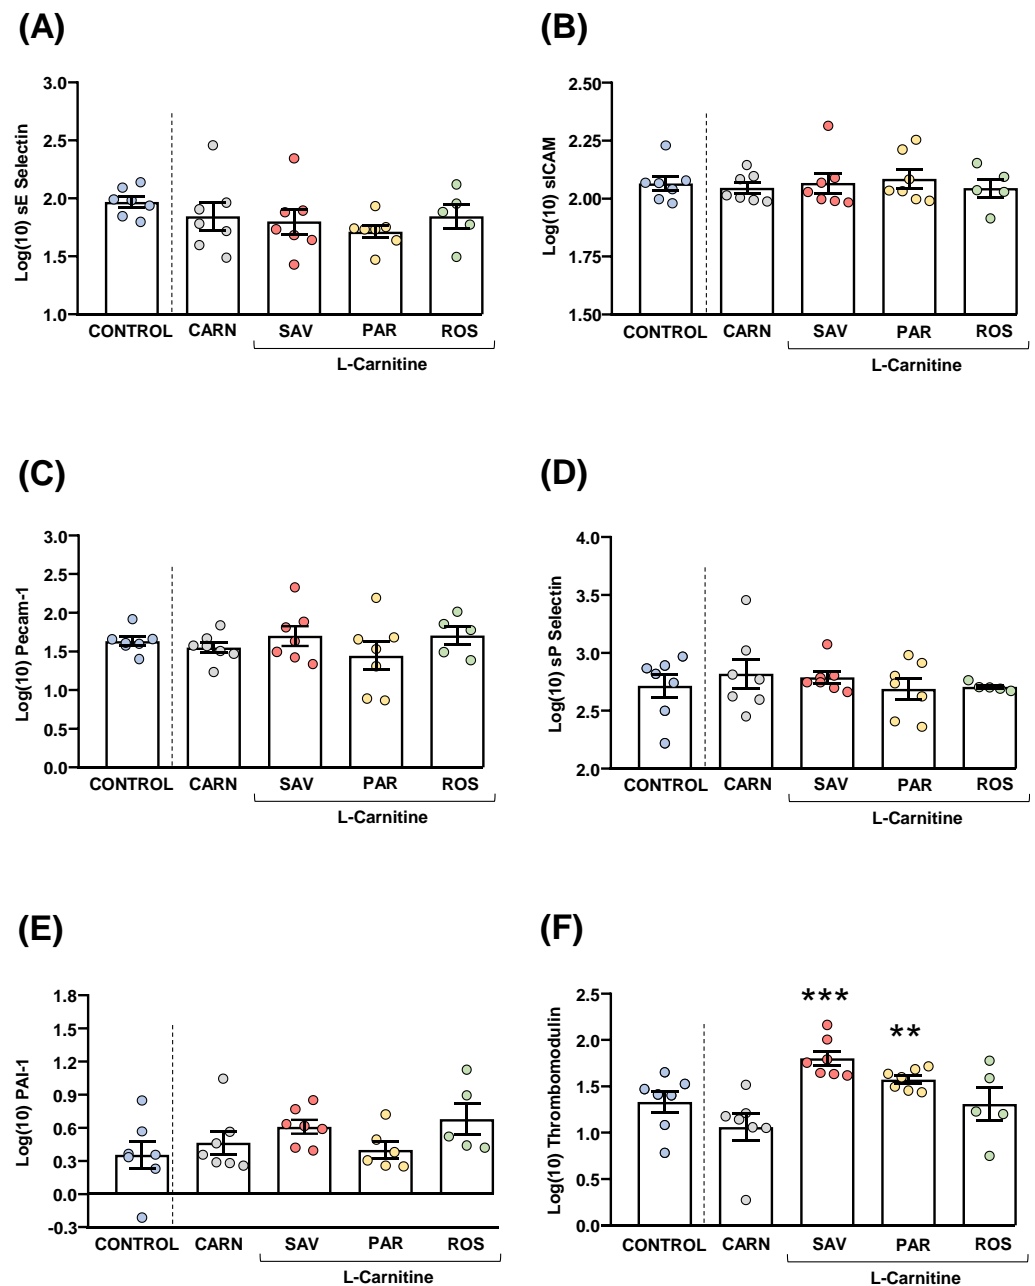 (A)
Log(10) sE Selectin
3.0
2.5
2.0
1.5
1.0
CONTROL CARN SAV PAR ROS
L-Carnitine
(B)
Log(10) sICAM
2.50
2.25
2.00
1.75
1.50
CONTROL CARN SAV PAR ROS
L-Carnitine
(C)
Log(10) Pecam-1
3.0
2.5
2.0
1.5
1.0
0.5
0.0
CONTROL CARN SAV PAR ROS
L-Carnitine
(D)
Log(10) sP Selectin
4.0
3.5
3.0
2.5
2.0
CONTROL CARN SAV PAR ROS
L-Carnitine
(E)
Log(10) PAI-1
1.8
1.5
1.2
0.9
0.6
0.3
0.0
-0.3
CONTROL CARN SAV PAR ROS
L-Carnitine
(F)
Log(10) Thrombomodulin
2.5
2.0
1.5
1.0
0.5
0.0
***
**
CONTROL CARN SAV PAR ROS
L-Carnitine